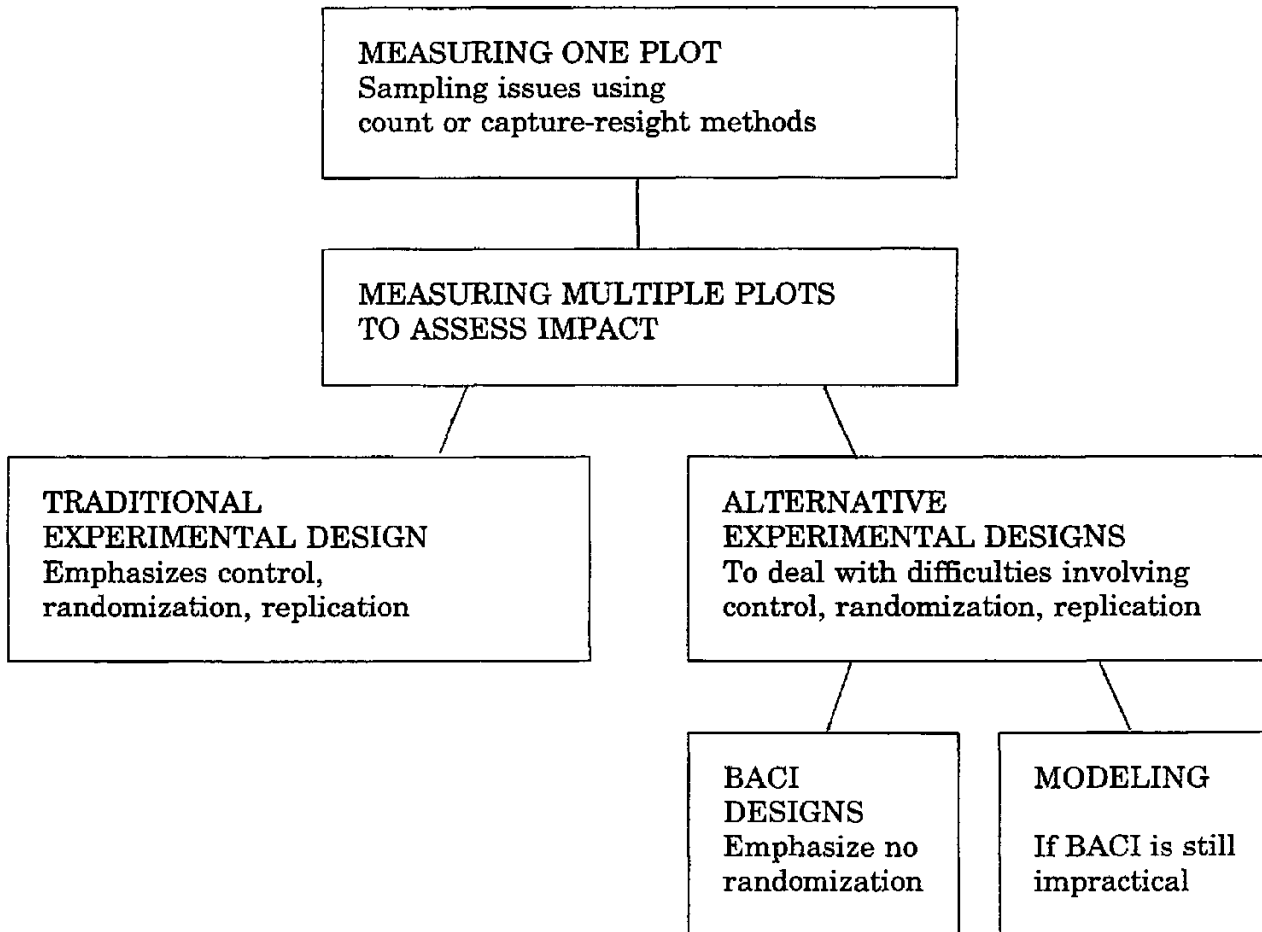 MEASURING ONE PLOT
Sampling issues using
count or capture-resight methods
MEASURING MULTIPLE PLOTS
TO ASSESS IMPACT
TRADITIONAL
EXPERIMENTAL DESIGN
Emphasizes control,
randomization, replication
ALTERNATIVE
EXPERIMENTAL DESIGNS
To deal with difficulties involving
control, randomization, replication
BACI
DESIGNS
Emphasize no
randomization
MODELING
If BACI is still
impractical